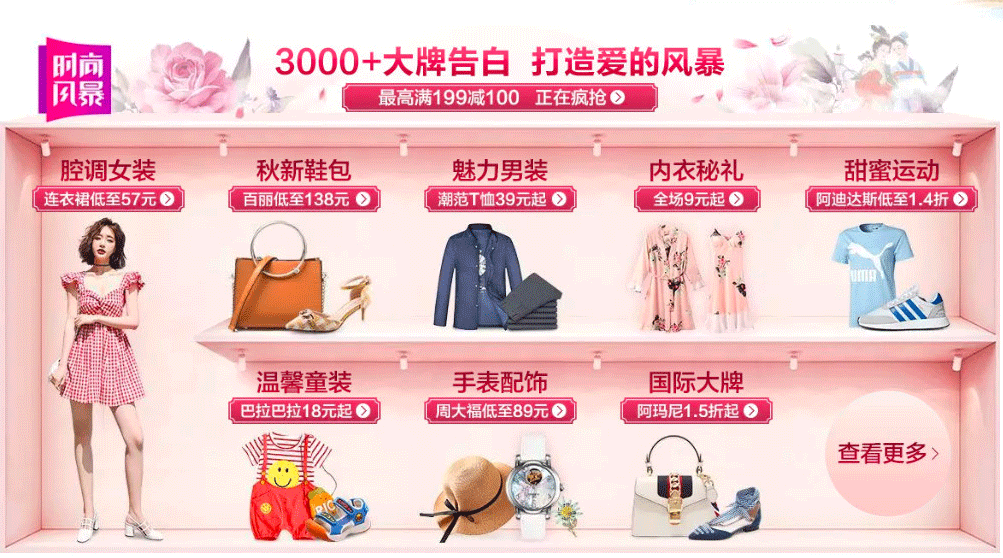 时尚
风暴
3000+大牌告白 打造爱的风暴
最高满199减100 正在疯抢
腔调女装
连衣裙低至57元
秋新鞋包
百丽低至138元
魅力男装
潮范T恤39元起
内衣秘礼
全场9元起
甜蜜运动
阿迪达斯低至1.4折
PUMA
温馨童装
巴拉巴拉18元起
手表配饰
周大福低至89元
国际大牌
阿玛尼1.5折起
查看更多